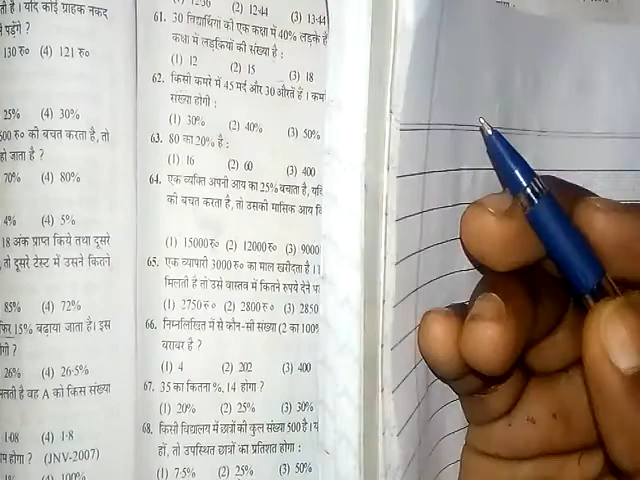 ती है। यदि कोई ग्राहक नकद
पड़ेंगे ?
130 रु० (4) 121 रु०
25% (4) 30%
500 रु० की बचत करता है, तो
हो जाता है ?
70% (4) 80%
4% (4) 5%
18 अंक प्राप्त किये तथा दूसरे
तो दूसरे टेस्ट में उसने कितने
85% (4) 72%
फिर 15% बढ़ाया जाता है। इस
गी ?
26% (4) 26·5%
मलती है वह A को किस संख्या
1·08 (4) 1·8
होगा ? (JNV-2007)
(4) 100%
(2) 12·44 (3) 13·44
61. 30 विद्यार्थियों की एक कक्षा में 40% लड़के हैं
कक्षा में लड़कियों की संख्या है :
(1) 12 (2) 15 (3) 18
62. किसी कमरे में 45 मर्द और 30 औरतें हैं। कम
संख्या होगी :
(1) 30% (2) 40% (3) 50%
63. 80 का 20% है :
(1) 16 (2) 60 (3) 400
64. एक व्यक्ति अपनी आय का 25% बचाता है, यदि
की बचत करता है, तो उसकी मासिक आय कि
(1) 15000 रु० (2) 12000 रु० (3) 9000
65. एक व्यापारी 3000 रु० का माल खरीदता है।
मिलती है तो उसे वास्तव में कितने रुपये देने प
(1) 2750 रु० (2) 2800 रु० (3) 2850
66. निम्नलिखित में से कौन-सी संख्या (2 का 100%
बराबर है ?
(1) 4 (2) 202 (3) 400
67. 35 का कितना %, 14 होगा ?
(1) 20% (2) 25% (3) 30%
68. किसी विद्यालय में छात्रों की कुल संख्या 500 है। य
हों, तो उपस्थित छात्रों का प्रतिशत होगा :
(1) 7·5% (2) 25% (3) 50%